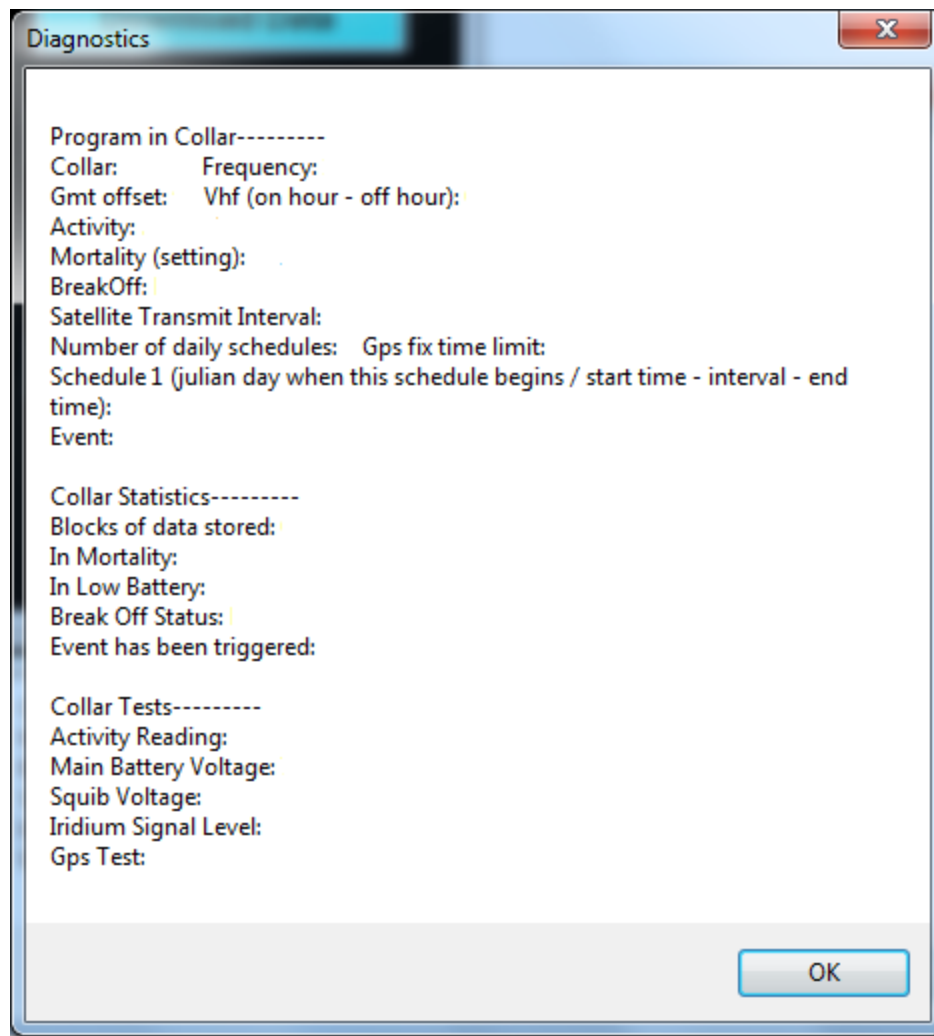 Diagnostics
Program in Collar---------
Collar: Frequency:
Gmt offset: Vhf (on hour - off hour):
Activity:
Mortality (setting):
BreakOff:
Satellite Transmit Interval:
Number of daily schedules: Gps fix time limit:
Schedule 1 (julian day when this schedule begins / start time - interval - end
time):
Event:
Collar Statistics---------
Blocks of data stored:
In Mortality:
In Low Battery:
Break Off Status:
Event has been triggered:
Collar Tests---------
Activity Reading:
Main Battery Voltage:
Squib Voltage:
Iridium Signal Level:
Gps Test:
OK